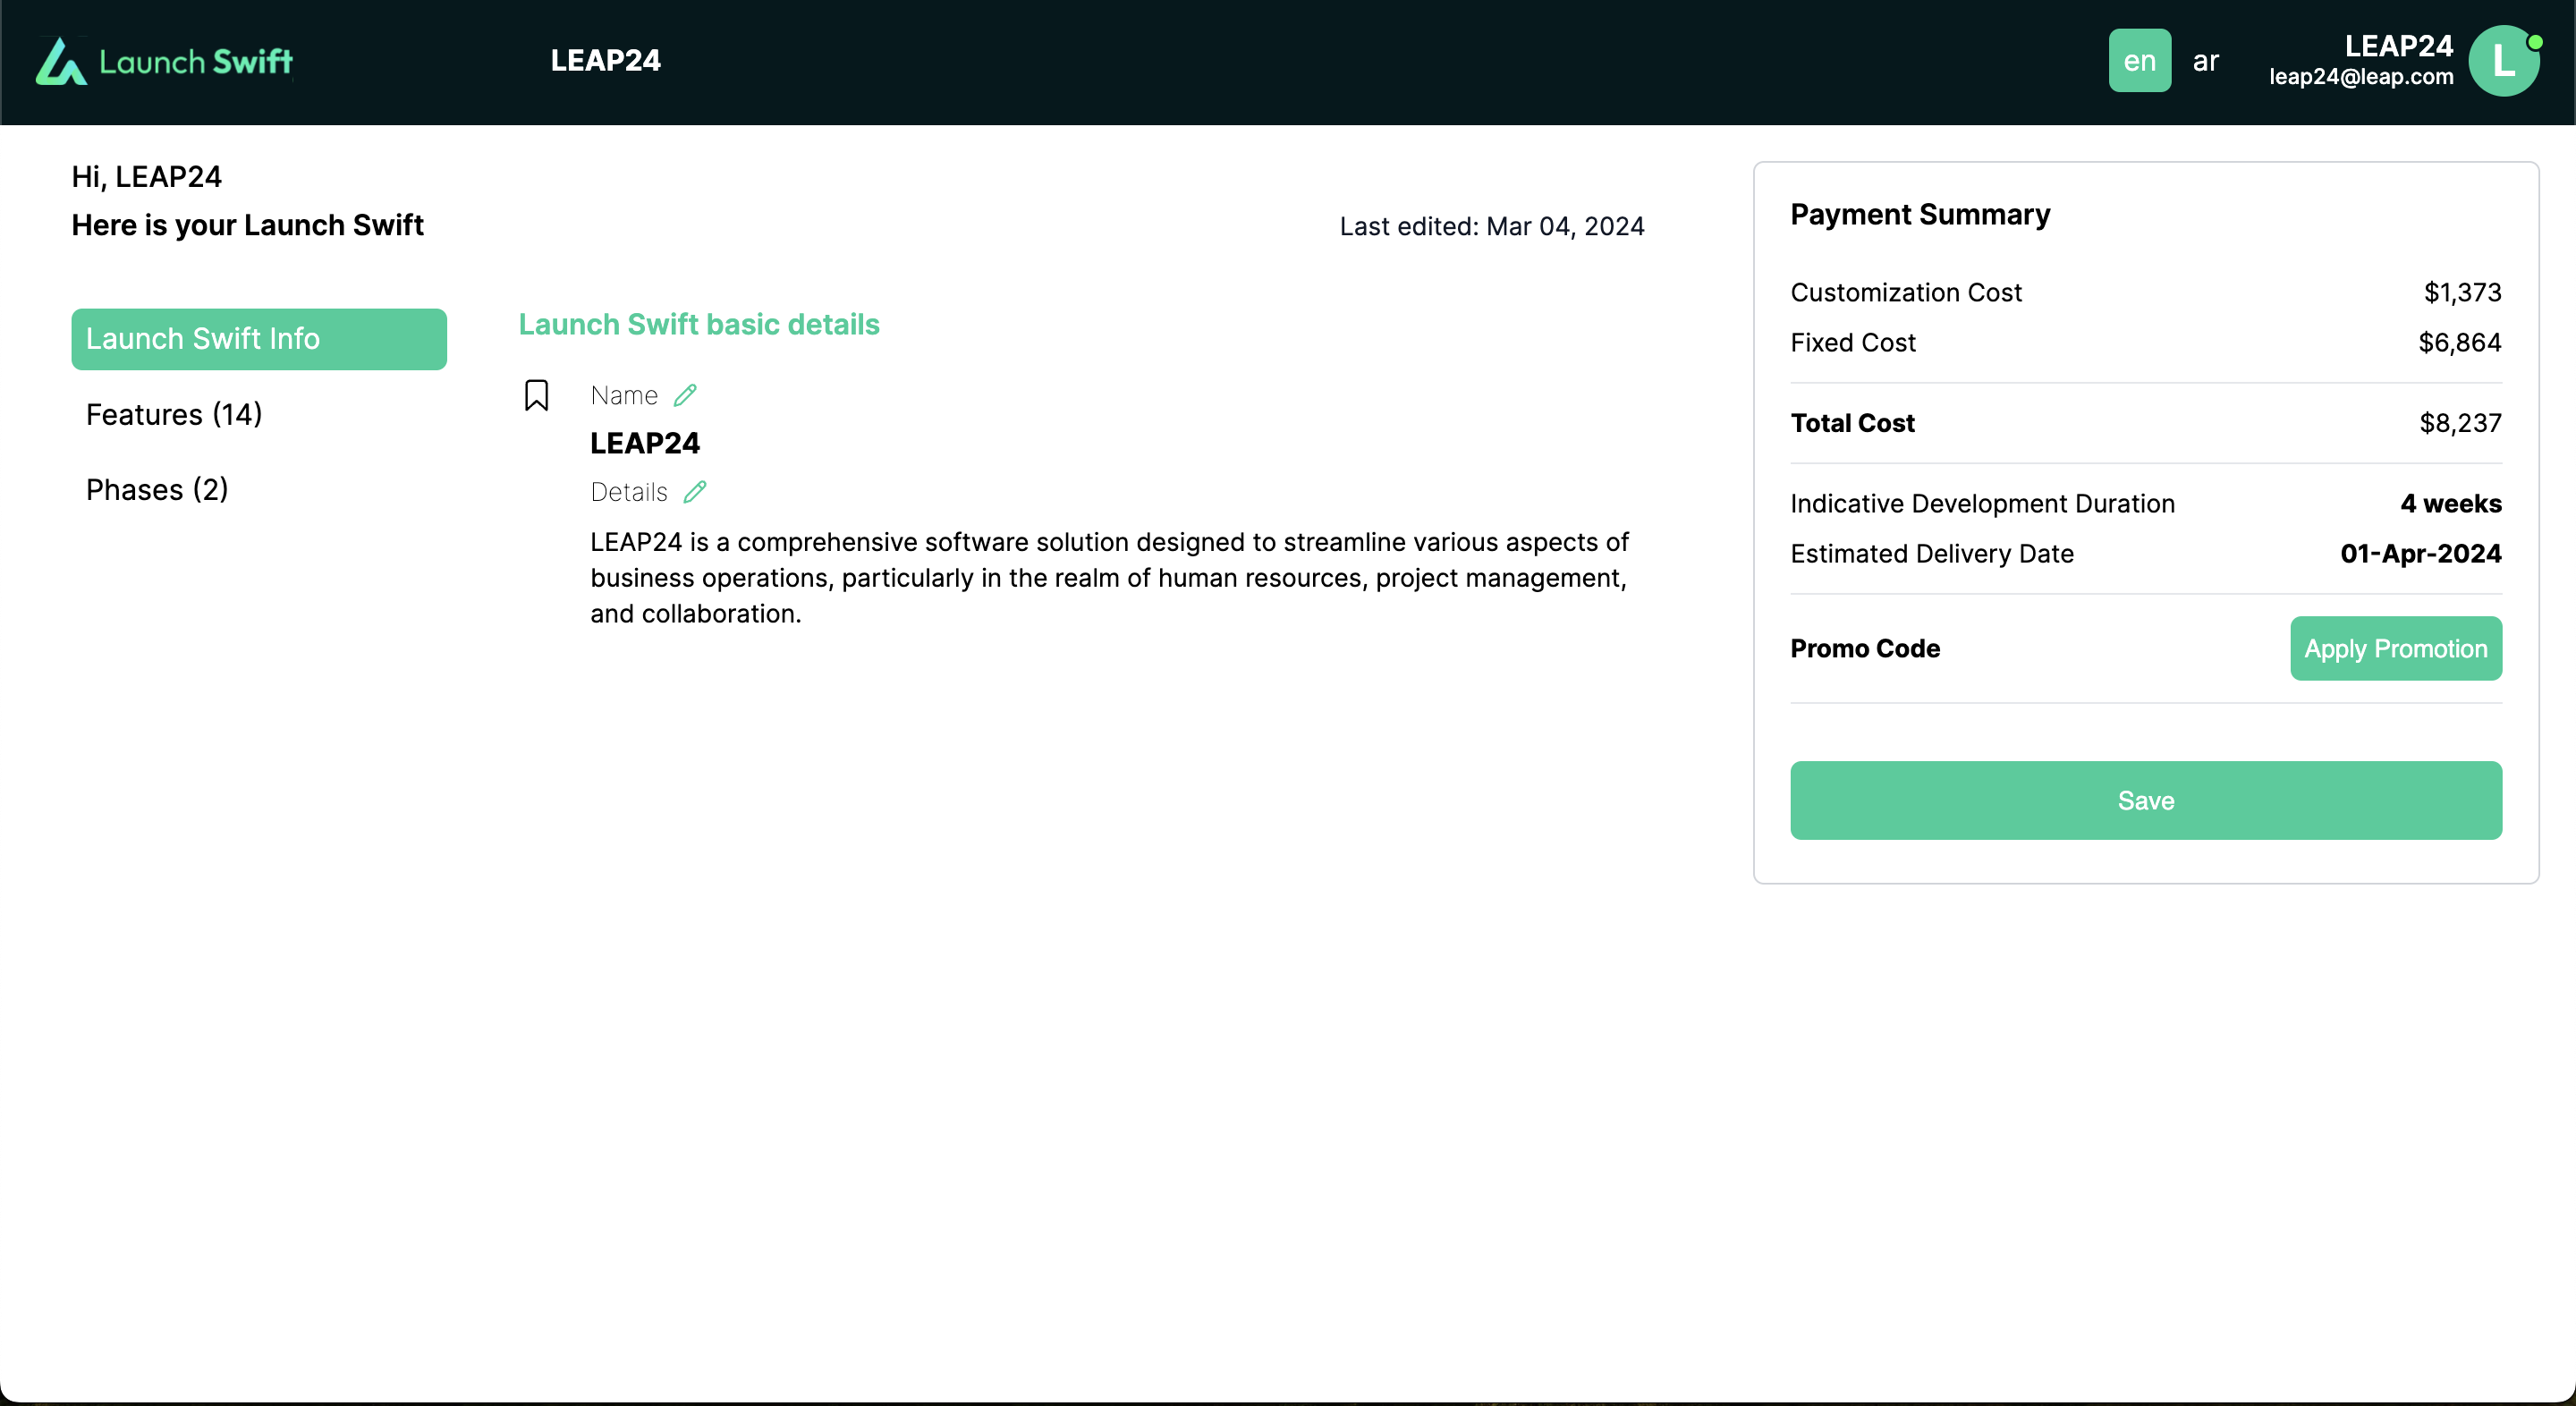 Launch Swift
LEAP24
en ar
LEAP24
leap24@leap.com
L
Hi, LEAP24
Here is your Launch Swift
Last edited: Mar 04, 2024
Launch Swift Info
Features (14)
Phases (2)
Launch Swift basic details
Name
LEAP24
Details
LEAP24 is a comprehensive software solution designed to streamline various aspects of
business operations, particularly in the realm of human resources, project management,
and collaboration.
Payment Summary
Customization Cost $1,373
Fixed Cost $6,864
Total Cost $8,237
Indicative Development Duration 4 weeks
Estimated Delivery Date 01-Apr-2024
Promo Code Apply Promotion
Save